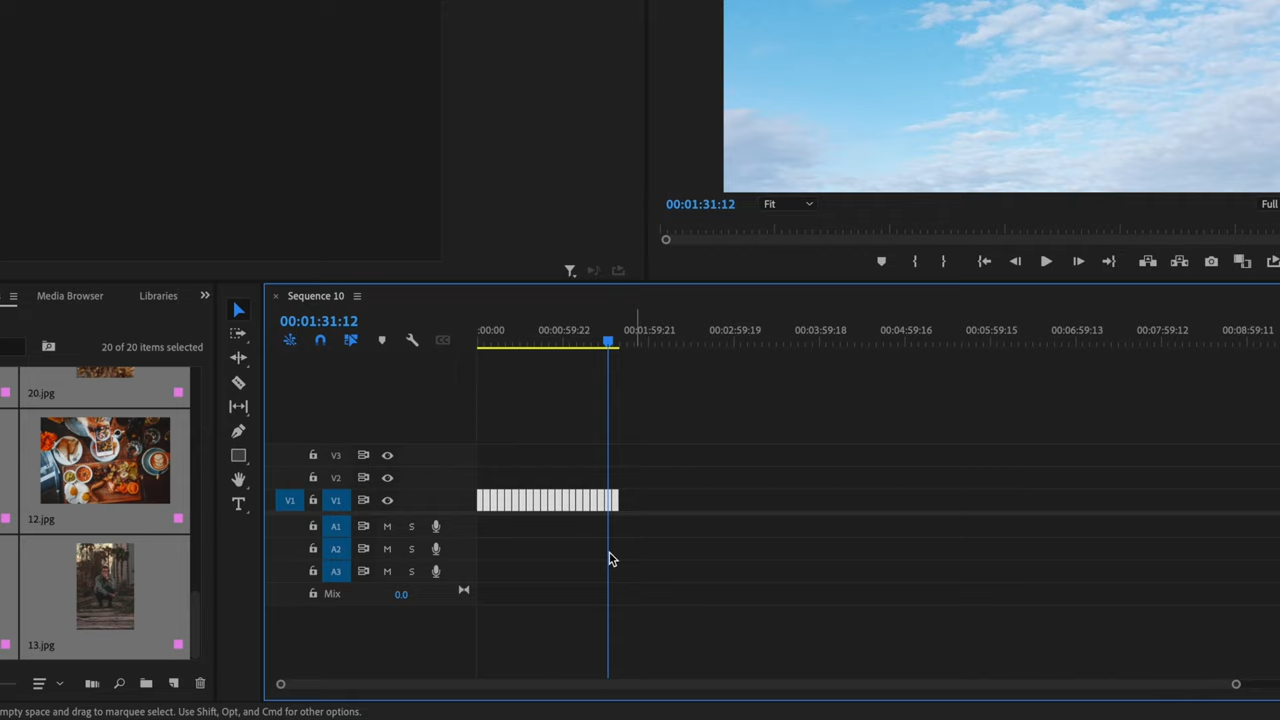 00:01:31:12
Fit
Full
Media Browser
Libraries
Sequence 10
00:01:31:12
:00:00
00:00:59:22
00:01:59:21
00:02:59:19
00:03:59:18
00:04:59:16
00:05:59:15
00:06:59:13
00:07:59:12
00:08:59:11
20 of 20 items selected
20.jpg
12.jpg
13.jpg
V3
V2
V1 V1
A1 M S
A2 M S
A3 M S
Mix 0.0
empty space and drag to marquee select. Use Shift, Opt, and Cmd for other options.